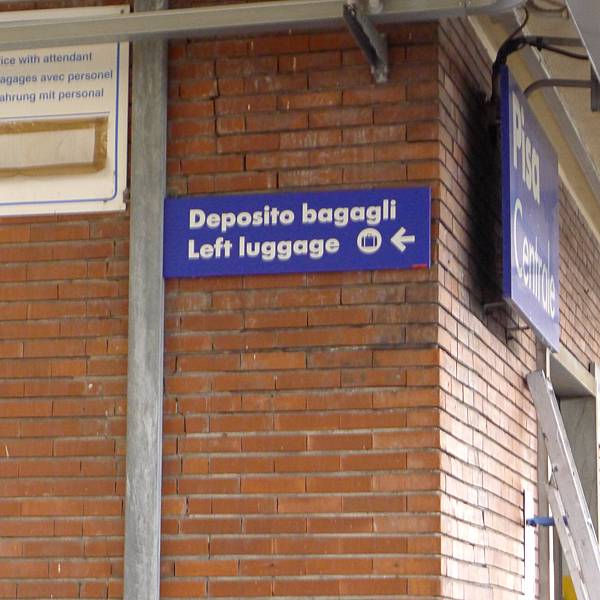 ice with attendant
agages avec personel
ahrung mit personal
Deposito bagagli
Left luggage
Pisa
Centrale